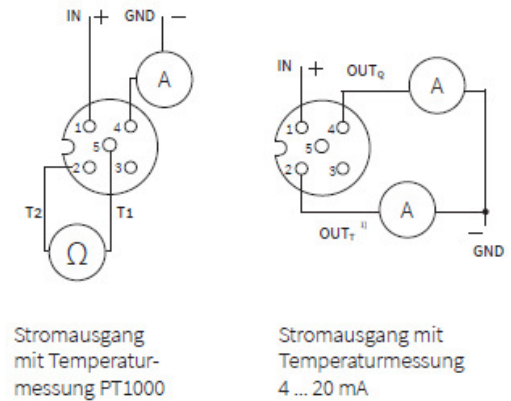 IN + GND −
A
1 4
5
2 3
T2 T1
Ω
Stromausgang
mit Temperatur-
messung PT1000
IN + OUTQ
A
1 4
5
2 3
A
OUTT 1)
−
GND
Stromausgang mit
Temperaturmessung
4 ... 20 mA